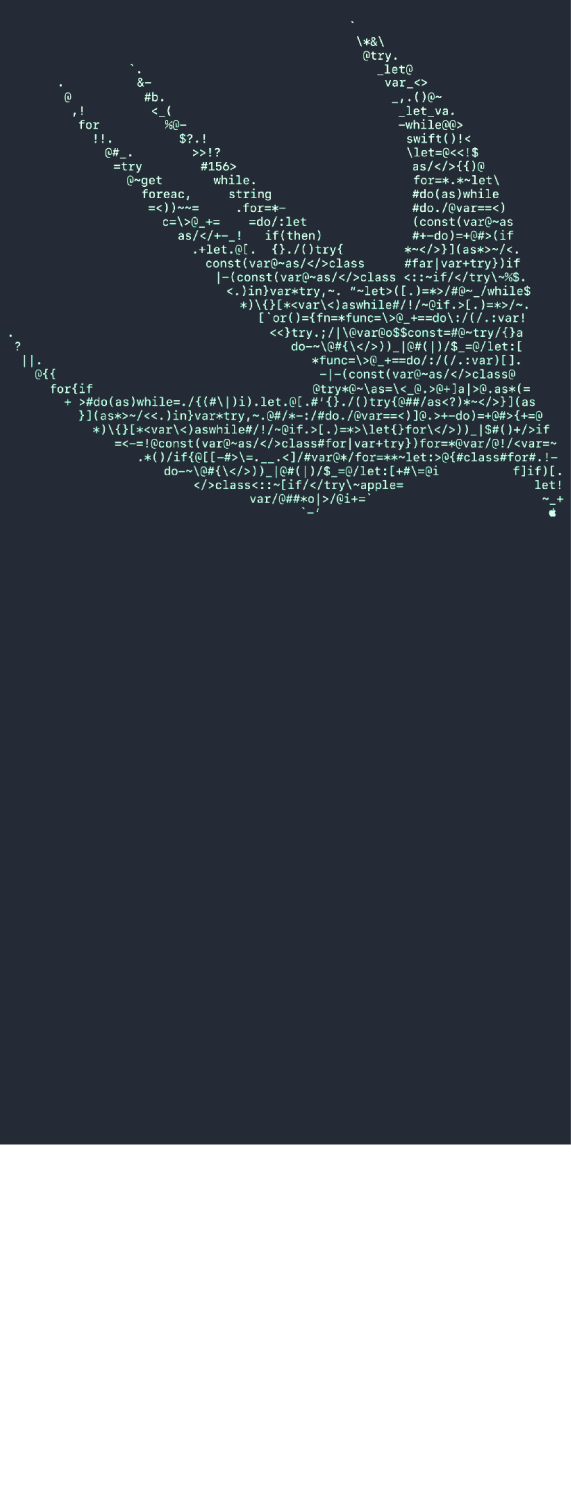 `
\*&\
@try.
`. _let@
. &- var_<>
@ #b. _,.()@~
,! <_( _let_va.
for %@- -while@@>
!!. $?.! swift()!<
@#_. >>!? \let=@<<!$
=try #156> as/</>{{)@
@~get while. for=*.*~let\
foreac, string #do(as)while
=<))~~= .for=*- #do./@var==<)
c=\>@_+= =do/:let (const(var@~as
as/</+-_! if(then) #+-do)=+@#>(if
.+let.@[. {}./()try{ *~</>}](as*>~/<.
const(var@~as/</>class #far|var+try})if
|-(const(var@~as/</>class <::~if/</try\~%$.
<.)in}var*try,~. "~let>([.)=*>/#@~_/while$
*)\{}[*<var\<)aswhile#/!/~@if.>[.)=*>/~.
[`or()={fn=*func=\>@_+==do\:/(/.:var!
. <<}try.;/|\@var@o$$const=#@~try/{}a
? do-~\@#{\</>))_|@#(|)/$_=@/let:[
||. *func=\>@_+==do/:/(/.:var)[].
@{{ -|-(const(var@~as/</>class@
for{if @try*@~\as=\<_@.>@+]a|>@.as*(=
+ >#do(as)while=./{(#\|)i).let.@[.#'{}./()try{@##/as<?)*~</>}](as
}](as*>~/<<.)in}var*try,~.@#/*-:/#do./@var==<)]@.>+-do)=+@#>{+=@
*)\{}[*<var\<)aswhile#/!/~@if.>[.)=*>\let{}for\</>))_|$#()+/>if
=<-=!@const(var@~as/</>class#for|var+try})for=*@var/@!/<var=~
.*()/if{@[[-#>\=.__.<]/#var@*/for=**~let:>@{#class#for#.!-
do-~\@#{\</>))_|@#(|)/$_=@/let:[+#\=@i f]if)[.
</>class<::~[if/</try\~apple= let!
var/@##*o|>/@i+=` ~_+
`-′